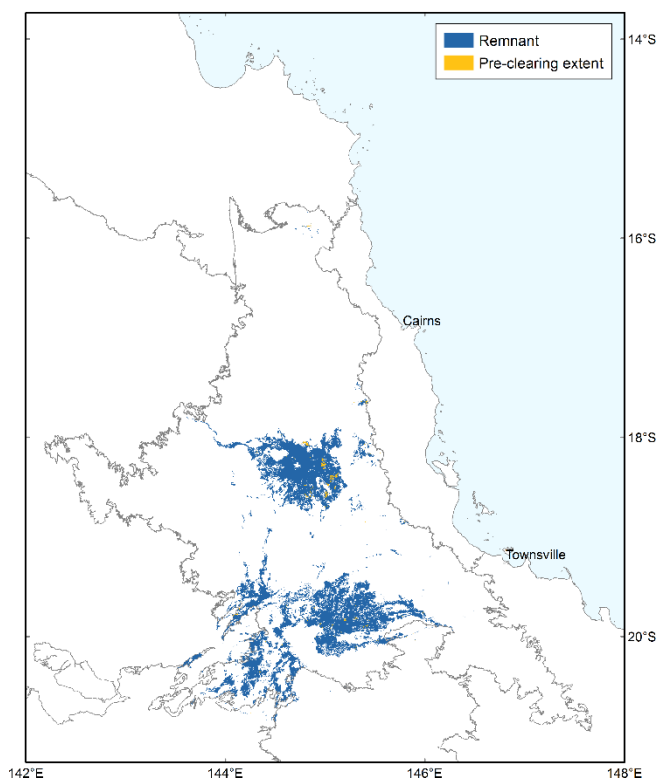 Remnant
Pre-clearing extent
14°S
16°S
Cairns
18°S
Townsville
20°S
142°E
144°E
146°E
148°E